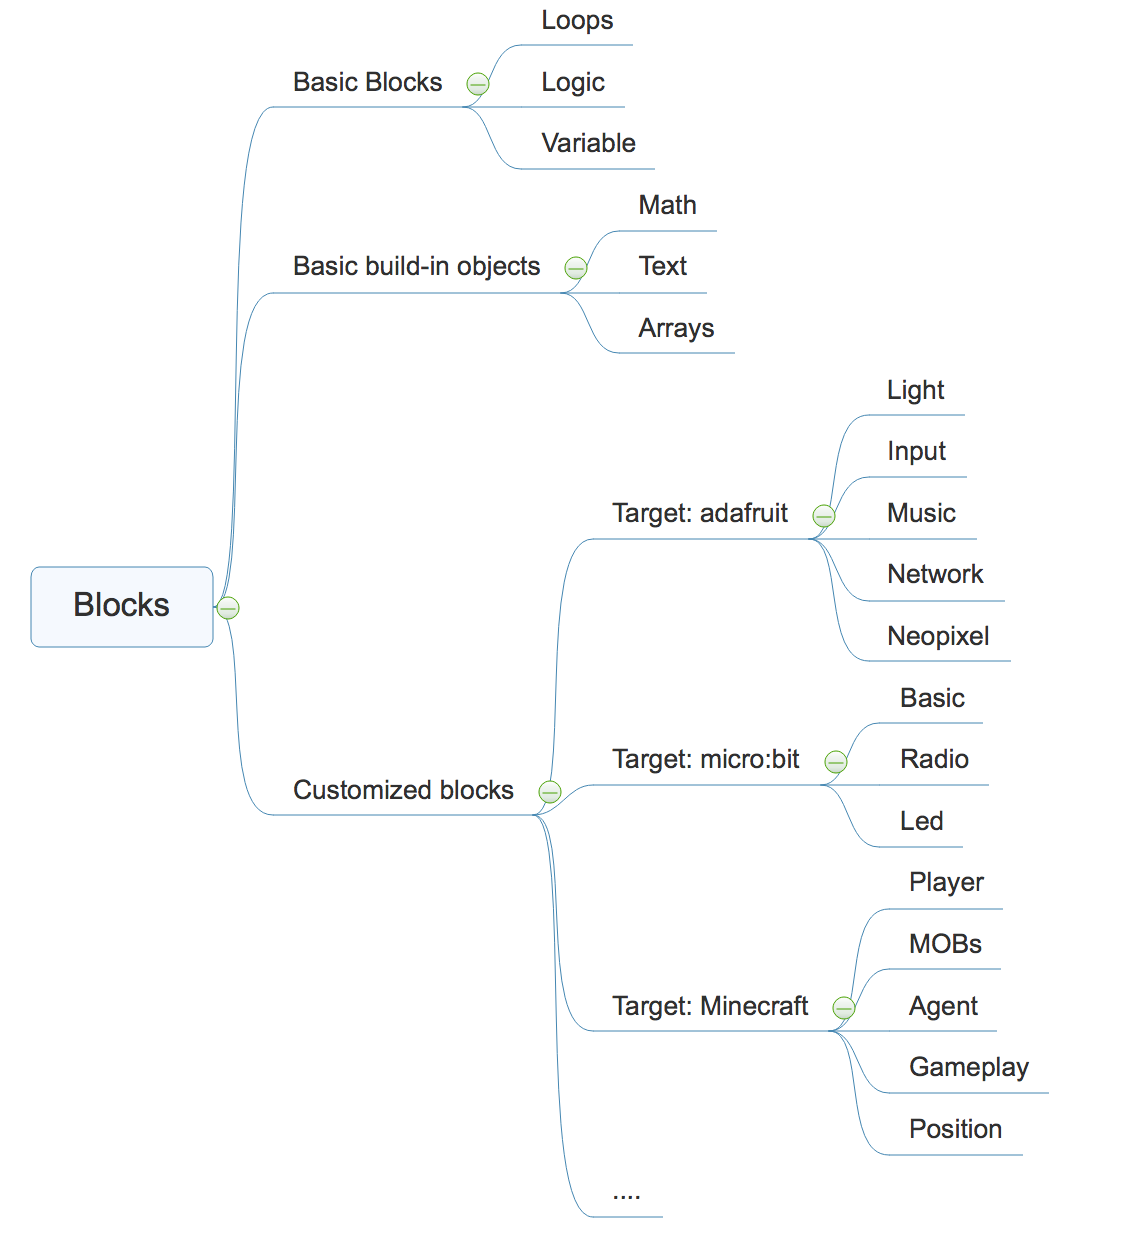 Blocks
Basic Blocks
Loops
Logic
Variable
Basic build-in objects
Math
Text
Arrays
Customized blocks
Target: adafruit
Light
Input
Music
Network
Neopixel
Target: micro:bit
Basic
Radio
Led
Target: Minecraft
Player
MOBs
Agent
Gameplay
Position
....